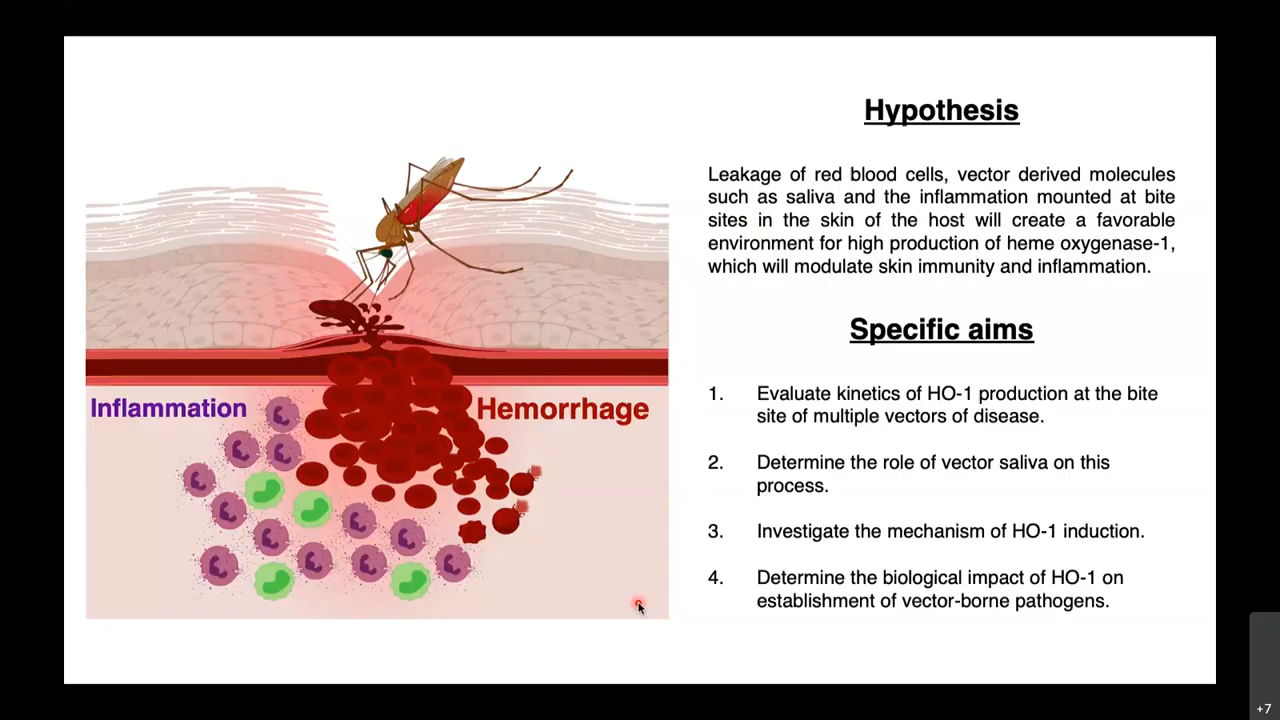 Hypothesis
Leakage of red blood cells, vector derived molecules
such as saliva and the inflammation mounted at bite
sites in the skin of the host will create a favorable
environment for high production of heme oxygenase-1,
which will modulate skin immunity and inflammation.
Specific aims
1. Evaluate kinetics of HO-1 production at the bite
site of multiple vectors of disease.
2. Determine the role of vector saliva on this
process.
3. Investigate the mechanism of HO-1 induction.
4. Determine the biological impact of HO-1 on
establishment of vector-borne pathogens.
Inflammation
Hemorrhage
+7